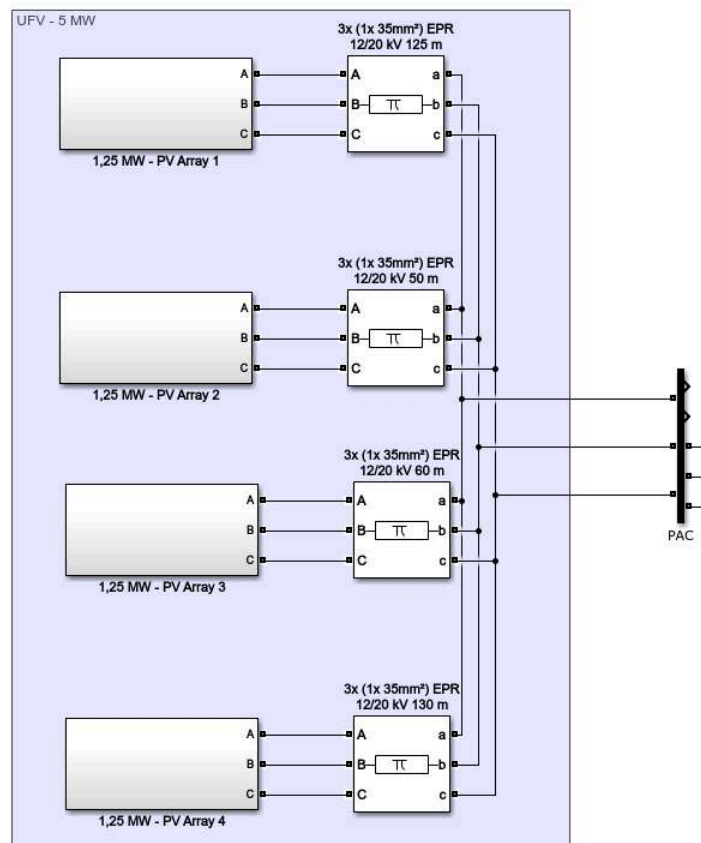 UFV - 5 MW
3x (1x 35mm²) EPR
12/20 kV 125 m
A
B
C
A
B
C
π
a
b
c
1,25 MW - PV Array 1
3x (1x 35mm²) EPR
12/20 kV 50 m
A
B
C
A
B
C
π
a
b
c
1,25 MW - PV Array 2
3x (1x 35mm²) EPR
12/20 kV 60 m
A
B
C
A
B
C
π
a
b
c
1,25 MW - PV Array 3
PAC
3x (1x 35mm²) EPR
12/20 kV 130 m
A
B
C
A
B
C
π
a
b
c
1,25 MW - PV Array 4